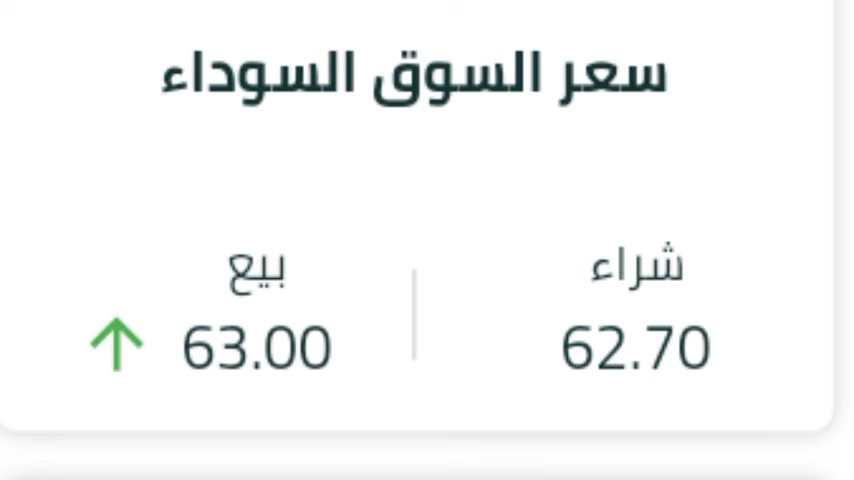 سعر السوق السوداء
شراء
62.70
بيع
63.00